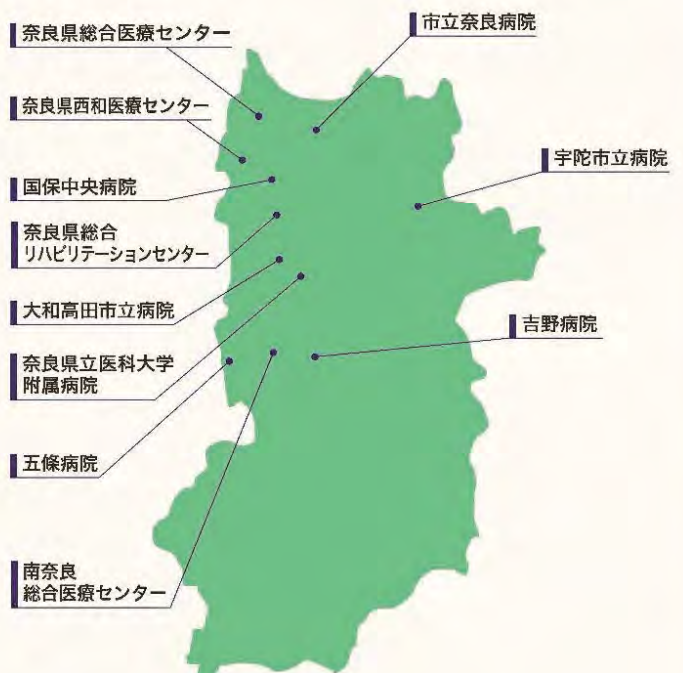 奈良県総合医療センター
市立奈良病院
奈良県西和医療センター
宇陀市立病院
国保中央病院
奈良県総合
リハビリテーションセンター
大和高田市立病院
吉野病院
奈良県立医科大学
附属病院
五條病院
南奈良
総合医療センター